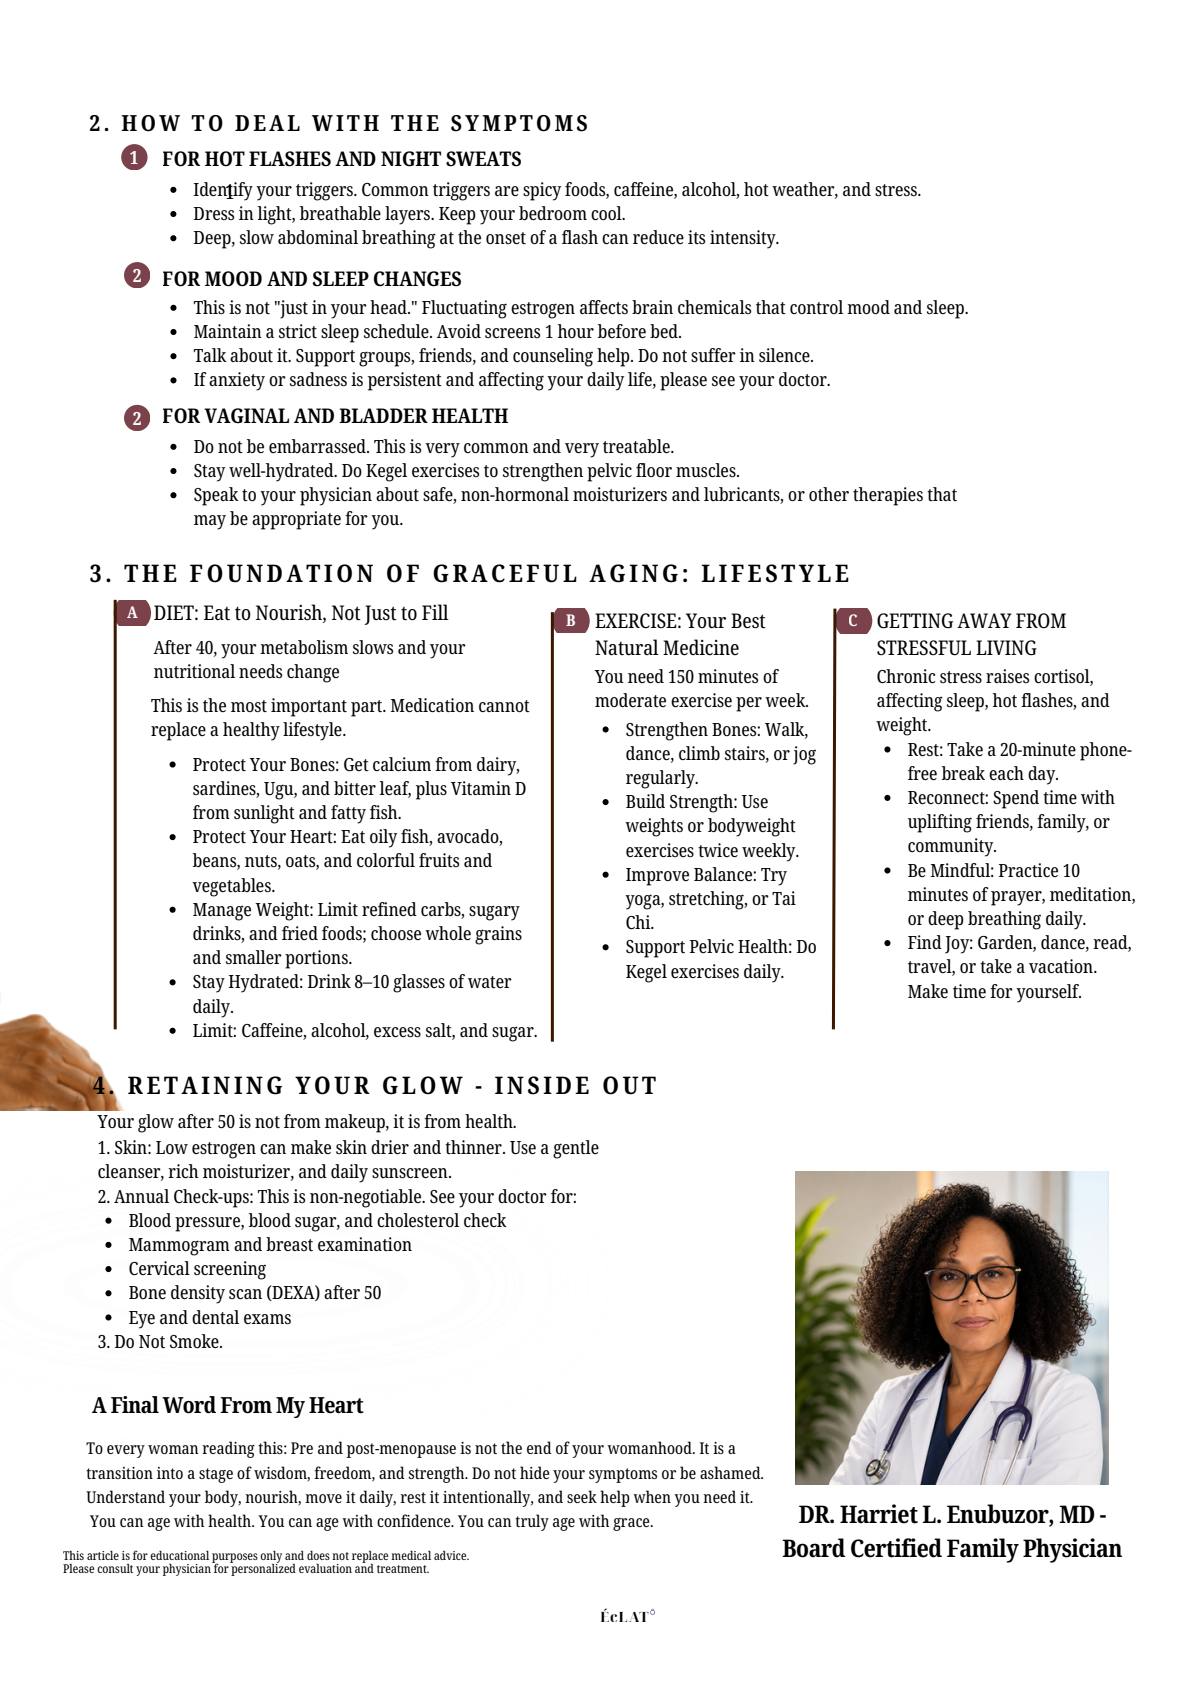 2. HOW TO DEAL WITH THE SYMPTOMS
1 FOR HOT FLASHES AND NIGHT SWEATS
1
• Identify your triggers. Common triggers are spicy foods, caffeine, alcohol, hot weather, and stress.
• Dress in light, breathable layers. Keep your bedroom cool.
• Deep, slow abdominal breathing at the onset of a flash can reduce its intensity.
2 FOR MOOD AND SLEEP CHANGES
• This is not "just in your head." Fluctuating estrogen affects brain chemicals that control mood and sleep.
• Maintain a strict sleep schedule. Avoid screens 1 hour before bed.
• Talk about it. Support groups, friends, and counseling help. Do not suffer in silence.
• If anxiety or sadness is persistent and affecting your daily life, please see your doctor.
2 FOR VAGINAL AND BLADDER HEALTH
• Do not be embarrassed. This is very common and very treatable.
• Stay well-hydrated. Do Kegel exercises to strengthen pelvic floor muscles.
• Speak to your physician about safe, non-hormonal moisturizers and lubricants, or other therapies that
may be appropriate for you.
3. THE FOUNDATION OF GRACEFUL AGING: LIFESTYLE
A DIET: Eat to Nourish, Not Just to Fill
After 40, your metabolism slows and your
nutritional needs change
This is the most important part. Medication cannot
replace a healthy lifestyle.
• Protect Your Bones: Get calcium from dairy,
sardines, Ugu, and bitter leaf, plus Vitamin D
from sunlight and fatty fish.
• Protect Your Heart: Eat oily fish, avocado,
beans, nuts, oats, and colorful fruits and
vegetables.
• Manage Weight: Limit refined carbs, sugary
drinks, and fried foods; choose whole grains
and smaller portions.
• Stay Hydrated: Drink 8–10 glasses of water
daily.
• Limit: Caffeine, alcohol, excess salt, and sugar.
B EXERCISE: Your Best
Natural Medicine
You need 150 minutes of
moderate exercise per week.
• Strengthen Bones: Walk,
dance, climb stairs, or jog
regularly.
• Build Strength: Use
weights or bodyweight
exercises twice weekly.
• Improve Balance: Try
yoga, stretching, or Tai
Chi.
• Support Pelvic Health: Do
Kegel exercises daily.
C GETTING AWAY FROM
STRESSFUL LIVING
Chronic stress raises cortisol,
affecting sleep, hot flashes, and
weight.
• Rest: Take a 20-minute phone-
free break each day.
• Reconnect: Spend time with
uplifting friends, family, or
community.
• Be Mindful: Practice 10
minutes of prayer, meditation,
or deep breathing daily.
• Find Joy: Garden, dance, read,
travel, or take a vacation.
Make time for yourself.
4. RETAINING YOUR GLOW - INSIDE OUT
Your glow after 50 is not from makeup, it is from health.
1. Skin: Low estrogen can make skin drier and thinner. Use a gentle
cleanser, rich moisturizer, and daily sunscreen.
2. Annual Check-ups: This is non-negotiable. See your doctor for:
• Blood pressure, blood sugar, and cholesterol check
• Mammogram and breast examination
• Cervical screening
• Bone density scan (DEXA) after 50
• Eye and dental exams
3. Do Not Smoke.
A Final Word From My Heart
To every woman reading this: Pre and post-menopause is not the end of your womanhood. It is a
transition into a stage of wisdom, freedom, and strength. Do not hide your symptoms or be ashamed.
Understand your body, nourish, move it daily, rest it intentionally, and seek help when you need it.
You can age with health. You can age with confidence. You can truly age with grace.
DR. Harriet L. Enubuzor, MD -
Board Certified Family Physician
This article is for educational purposes only and does not replace medical advice.
Please consult your physician for personalized evaluation and treatment.
ÉcLAT